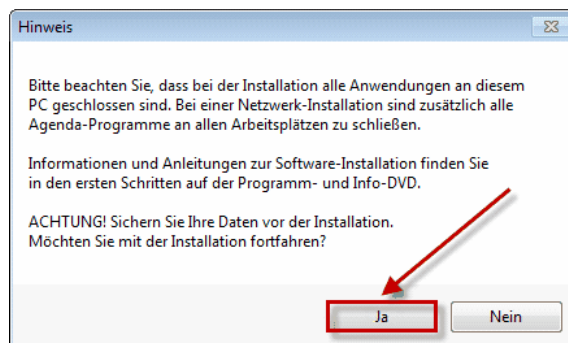 Hinweis
Bitte beachten Sie, dass bei der Installation alle Anwendungen an diesem
PC geschlossen sind. Bei einer Netzwerk-Installation sind zusätzlich alle
Agenda-Programme an allen Arbeitsplätzen zu schließen.
Informationen und Anleitungen zur Software-Installation finden Sie
in den ersten Schritten auf der Programm- und Info-DVD.
ACHTUNG! Sichern Sie Ihre Daten vor der Installation.
Möchten Sie mit der Installation fortfahren?
Ja Nein